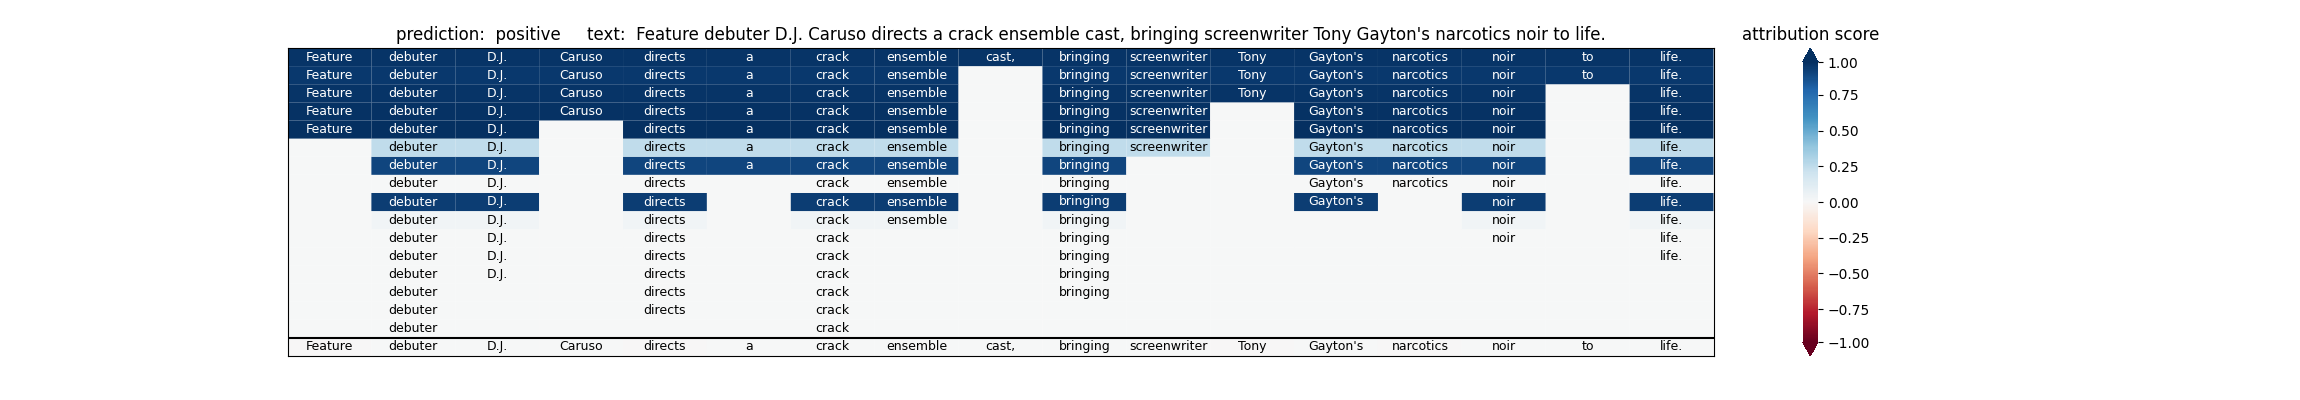 prediction:  positive     text:  Feature debuter D.J. Caruso directs a crack ensemble cast, bringing screenwriter Tony Gayton's narcotics noir to life.
attribution score
Feature debuter D.J. Caruso directs a crack ensemble cast, bringing screenwriter Tony Gayton's narcotics noir to life.
Feature debuter D.J. Caruso directs a crack ensemble bringing screenwriter Tony Gayton's narcotics noir to life.
Feature debuter D.J. Caruso directs a crack ensemble bringing screenwriter Tony Gayton's narcotics noir life.
Feature debuter D.J. Caruso directs a crack ensemble bringing screenwriter Gayton's narcotics noir life.
Feature debuter D.J. directs a crack ensemble bringing screenwriter Gayton's narcotics noir life.
debuter D.J. directs a crack ensemble bringing screenwriter Gayton's narcotics noir life.
debuter D.J. directs a crack ensemble bringing Gayton's narcotics noir life.
debuter D.J. directs crack ensemble bringing Gayton's narcotics noir life.
debuter D.J. directs crack ensemble bringing Gayton's noir life.
debuter D.J. directs crack ensemble bringing noir life.
debuter D.J. directs crack bringing noir life.
debuter D.J. directs crack bringing life.
debuter D.J. directs crack bringing
debuter directs crack bringing
debuter directs crack
debuter crack
Feature debuter D.J. Caruso directs a crack ensemble cast, bringing screenwriter Tony Gayton's narcotics noir to life.
1.00
0.75
0.50
0.25
0.00
−0.25
−0.50
−0.75
−1.00